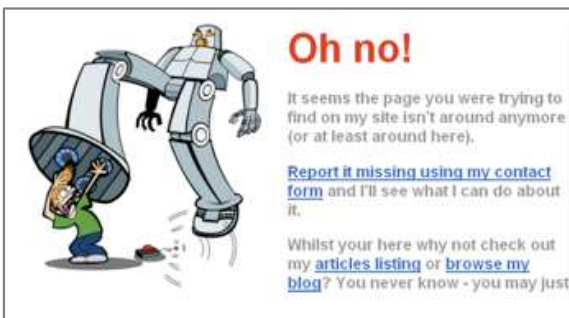 Oh no!
It seems the page you were trying to
find on my site isn't around anymore
(or at least around here).
Report it missing using my contact
form and I'll see what I can do about
it.
Whilst your here why not check out
my articles listing or browse my
blog? You never know - you may just